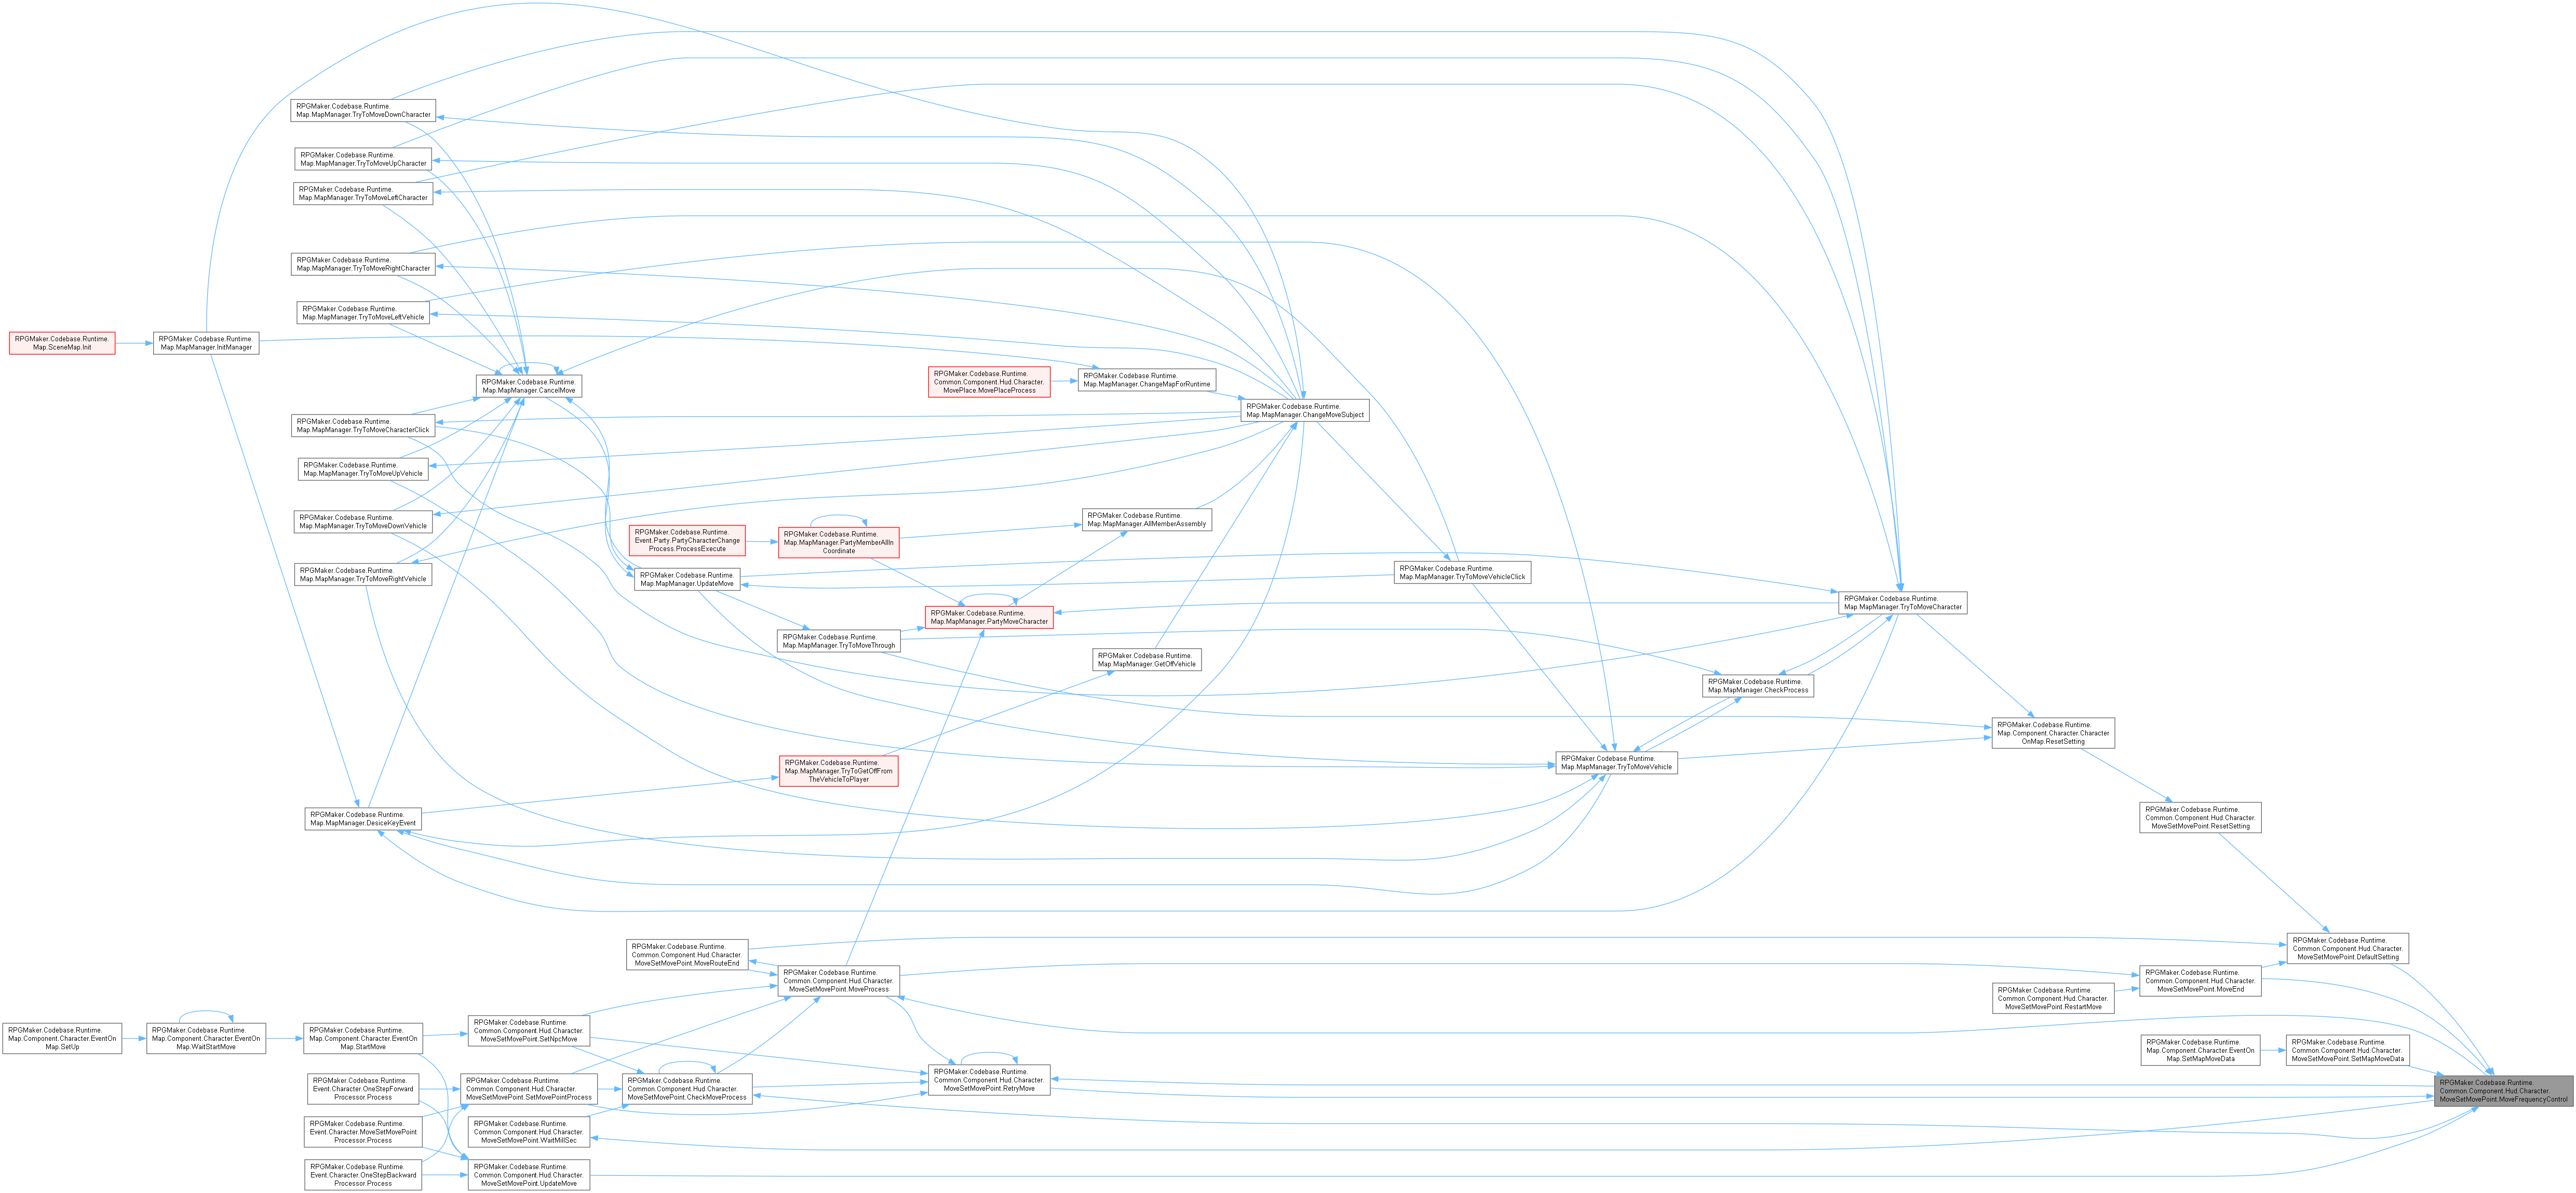 RPGMaker.Codebase.Runtime.
Map.MapManager.TryToMoveDownCharacter
RPGMaker.Codebase.Runtime.
Map.MapManager.TryToMoveUpCharacter
RPGMaker.Codebase.Runtime.
Map.MapManager.TryToMoveLeftCharacter
RPGMaker.Codebase.Runtime.
Map.MapManager.TryToMoveRightCharacter
RPGMaker.Codebase.Runtime.
Map.MapManager.TryToMoveLeftVehicle
RPGMaker.Codebase.Runtime.
Map.SceneMap.Init
RPGMaker.Codebase.Runtime.
Map.MapManager.InitManager
RPGMaker.Codebase.Runtime.
Map.MapManager.CancelMove
RPGMaker.Codebase.Runtime.
Common.Component.Hud.Character.
MovePlace.MovePlaceProcess
RPGMaker.Codebase.Runtime.
Map.MapManager.ChangeMapForRuntime
RPGMaker.Codebase.Runtime.
Map.MapManager.ChangeMoveSubject
RPGMaker.Codebase.Runtime.
Map.MapManager.TryToMoveCharacterClick
RPGMaker.Codebase.Runtime.
Map.MapManager.TryToMoveUpVehicle
RPGMaker.Codebase.Runtime.
Map.MapManager.TryToMoveDownVehicle
RPGMaker.Codebase.Runtime.
Map.MapManager.TryToMoveRightVehicle
RPGMaker.Codebase.Runtime.
Event.Party.PartyCharacterChange
Process.ProcessExecute
RPGMaker.Codebase.Runtime.
Map.MapManager.PartyMemberAllIn
Coordinate
RPGMaker.Codebase.Runtime.
Map.MapManager.AllMemberAssembly
RPGMaker.Codebase.Runtime.
Map.MapManager.UpdateMove
RPGMaker.Codebase.Runtime.
Map.MapManager.TryToMoveVehicleClick
RPGMaker.Codebase.Runtime.
Map.MapManager.PartyMoveCharacter
RPGMaker.Codebase.Runtime.
Map.MapManager.TryToMoveCharacter
RPGMaker.Codebase.Runtime.
Map.MapManager.TryToMoveThrough
RPGMaker.Codebase.Runtime.
Map.MapManager.GetOffVehicle
RPGMaker.Codebase.Runtime.
Map.MapManager.CheckProcess
RPGMaker.Codebase.Runtime.
Map.Component.Character.Character
OnMap.ResetSetting
RPGMaker.Codebase.Runtime.
Map.MapManager.TryToGetOffFrom
TheVehicleToPlayer
RPGMaker.Codebase.Runtime.
Map.MapManager.TryToMoveVehicle
RPGMaker.Codebase.Runtime.
Map.MapManager.DesiceKeyEvent
RPGMaker.Codebase.Runtime.
Common.Component.Hud.Character.
MoveSetMovePoint.ResetSetting
RPGMaker.Codebase.Runtime.
Common.Component.Hud.Character.
MoveSetMovePoint.MoveRouteEnd
RPGMaker.Codebase.Runtime.
Common.Component.Hud.Character.
MoveSetMovePoint.DefaultSetting
RPGMaker.Codebase.Runtime.
Common.Component.Hud.Character.
MoveSetMovePoint.MoveProcess
RPGMaker.Codebase.Runtime.
Common.Component.Hud.Character.
MoveSetMovePoint.MoveEnd
RPGMaker.Codebase.Runtime.
Common.Component.Hud.Character.
MoveSetMovePoint.RestartMove
RPGMaker.Codebase.Runtime.
Map.Component.Character.EventOn
Map.SetUp
RPGMaker.Codebase.Runtime.
Map.Component.Character.EventOn
Map.WaitStartMove
RPGMaker.Codebase.Runtime.
Map.Component.Character.EventOn
Map.StartMove
RPGMaker.Codebase.Runtime.
Common.Component.Hud.Character.
MoveSetMovePoint.SetNpcMove
RPGMaker.Codebase.Runtime.
Map.Component.Character.EventOn
Map.SetMapMoveData
RPGMaker.Codebase.Runtime.
Common.Component.Hud.Character.
MoveSetMovePoint.SetMapMoveData
RPGMaker.Codebase.Runtime.
Event.Character.OneStepForward
Processor.Process
RPGMaker.Codebase.Runtime.
Common.Component.Hud.Character.
MoveSetMovePoint.SetMovePointProcess
RPGMaker.Codebase.Runtime.
Common.Component.Hud.Character.
MoveSetMovePoint.CheckMoveProcess
RPGMaker.Codebase.Runtime.
Common.Component.Hud.Character.
MoveSetMovePoint.RetryMove
RPGMaker.Codebase.Runtime.
Common.Component.Hud.Character.
MoveSetMovePoint.MoveFrequencyControl
RPGMaker.Codebase.Runtime.
Event.Character.MoveSetMovePoint
Processor.Process
RPGMaker.Codebase.Runtime.
Common.Component.Hud.Character.
MoveSetMovePoint.WaitMillSec
RPGMaker.Codebase.Runtime.
Event.Character.OneStepBackward
Processor.Process
RPGMaker.Codebase.Runtime.
Common.Component.Hud.Character.
MoveSetMovePoint.UpdateMove